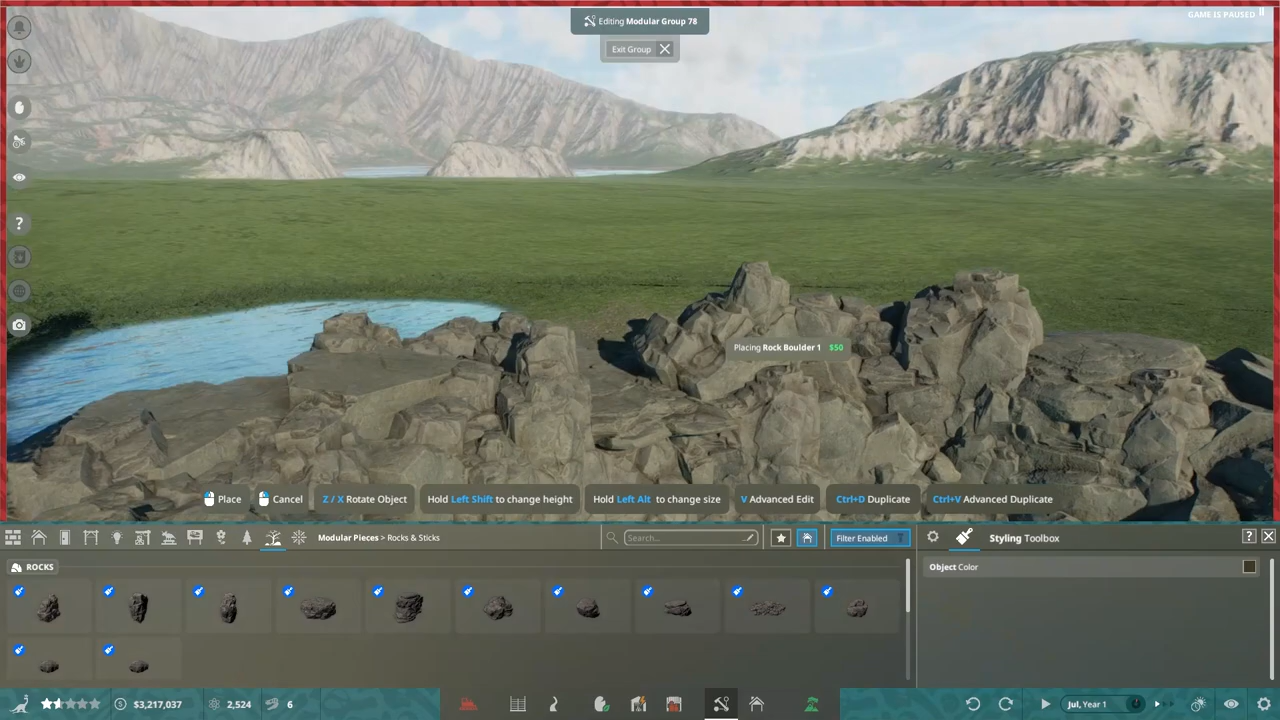 Editing Modular Group 78
GAME IS PAUSED
Exit Group
?
Placing Rock Boulder 1 $50
Place
Cancel
Z / X Rotate Object
Hold Left Shift to change height
Hold Left Alt to change size
V Advanced Edit
Ctrl+D Duplicate
Ctrl+V Advanced Duplicate
Modular Pieces > Rocks & Sticks
Search...
Filter Enabled
Styling Toolbox
?
ROCKS
Object Color
$3,217,037
2,524
6
Jul, Year 1